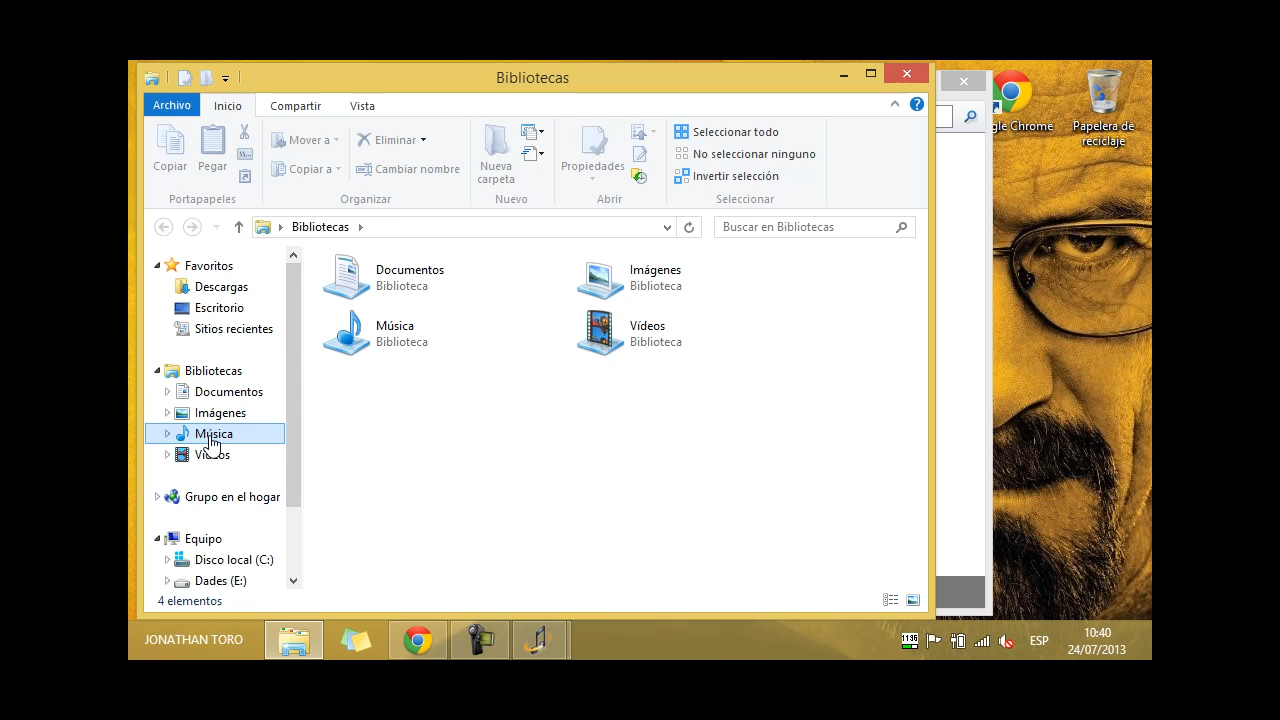 Bibliotecas
Archivo Inicio Compartir Vista
Copiar Pegar Mover a Copiar a Eliminar Cambiar nombre Nueva carpeta Propiedades Seleccionar todo
No seleccionar ninguno
Invertir selección
Portapapeles Organizar Nuevo Abrir Seleccionar
Bibliotecas Buscar en Bibliotecas
Favoritos
Descargas
Escritorio
Sitios recientes
Bibliotecas
Documentos
Imágenes
Música
Vídeos
Grupo en el hogar
Equipo
Disco local (C:)
Dades (E:)
Documentos
Biblioteca
Imágenes
Biblioteca
Música
Biblioteca
Vídeos
Biblioteca
4 elementos
gle Chrome
Papelera de
reciclaje
JONATHAN TORO
1136
ESP
10:40
24/07/2013